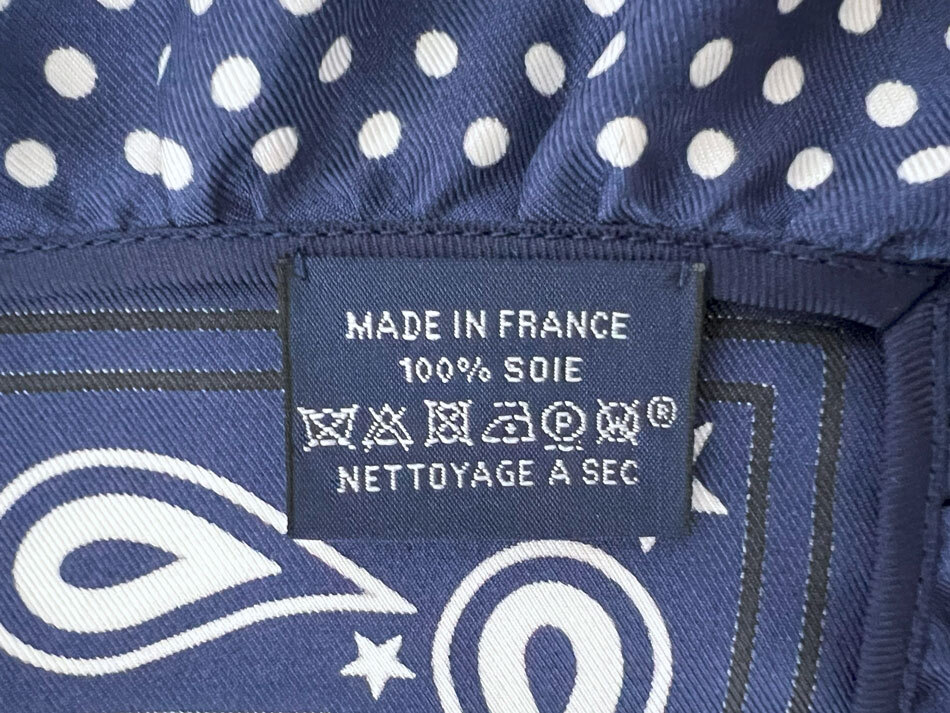 MADE IN FRANCE
100% SOIE
P W ®
NETTOYAGE A SEC